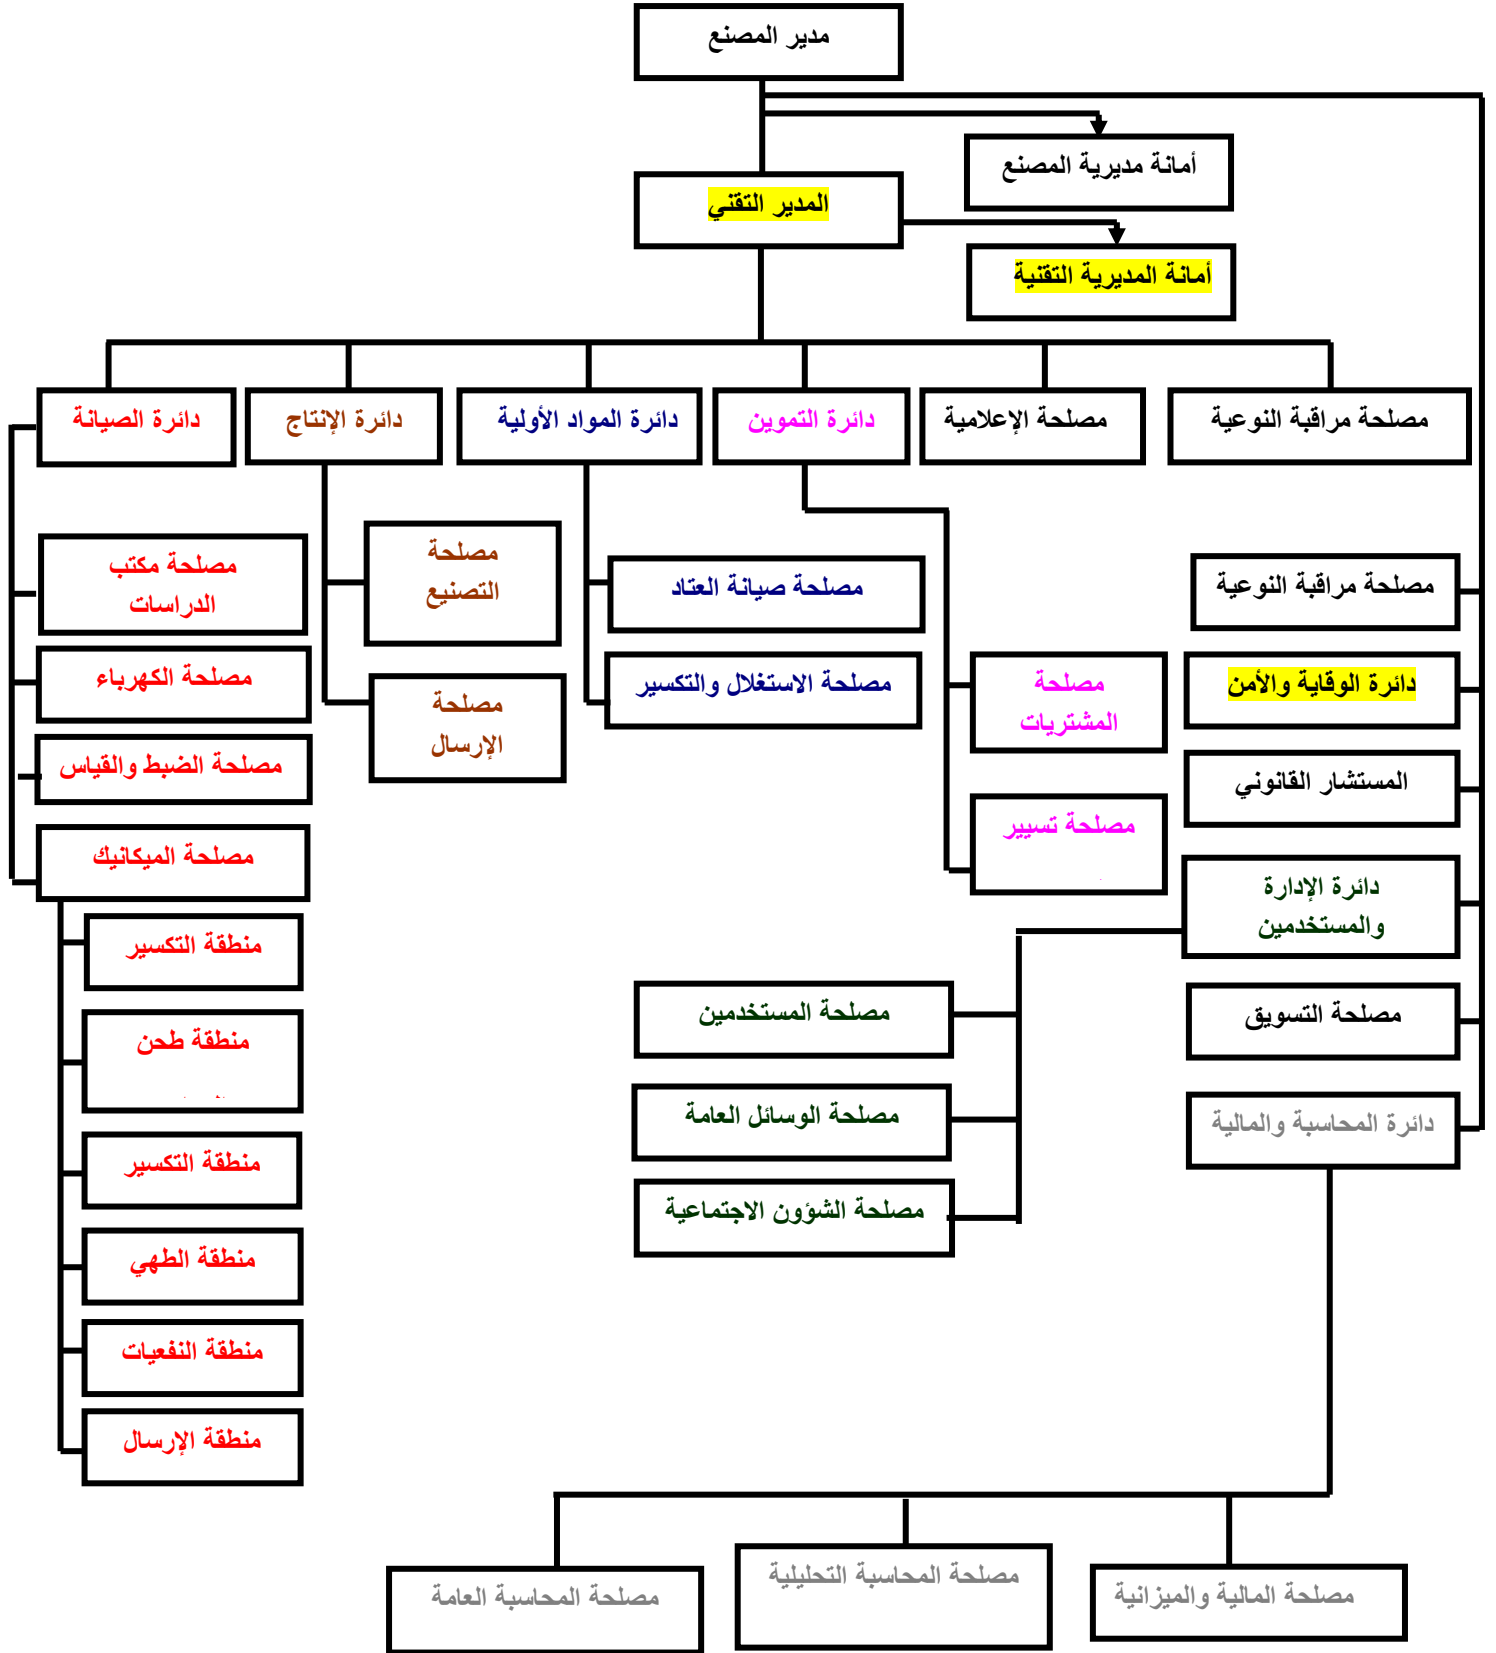 مدير المصنع
أمانة مديرية المصنع
المدير التقني
أمانة المديرية التقنية
مصلحة مراقبة النوعية
مصلحة الإعلامية
دائرة التموين
دائرة المواد الأولية
دائرة الإنتاج
دائرة الصيانة
مصلحة مراقبة النوعية
دائرة الوقاية والأمن
المستشار القانوني
دائرة الإدارة
والمستخدمين
مصلحة التسويق
دائرة المحاسبة والمالية
مصلحة
المشتريات
مصلحة تسيير
مصلحة صيانة العتاد
مصلحة الاستغلال والتكسير
مصلحة
التصنيع
مصلحة
الإرسال
مصلحة مكتب
الدراسات
مصلحة الكهرباء
مصلحة الضبط والقياس
مصلحة الميكانيك
منطقة التكسير
منطقة طحن
منطقة التكسير
منطقة الطهي
منطقة النفعيات
منطقة الإرسال
مصلحة المستخدمين
مصلحة الوسائل العامة
مصلحة الشؤون الاجتماعية
مصلحة المالية والميزانية
مصلحة المحاسبة التحليلية
مصلحة المحاسبة العامة